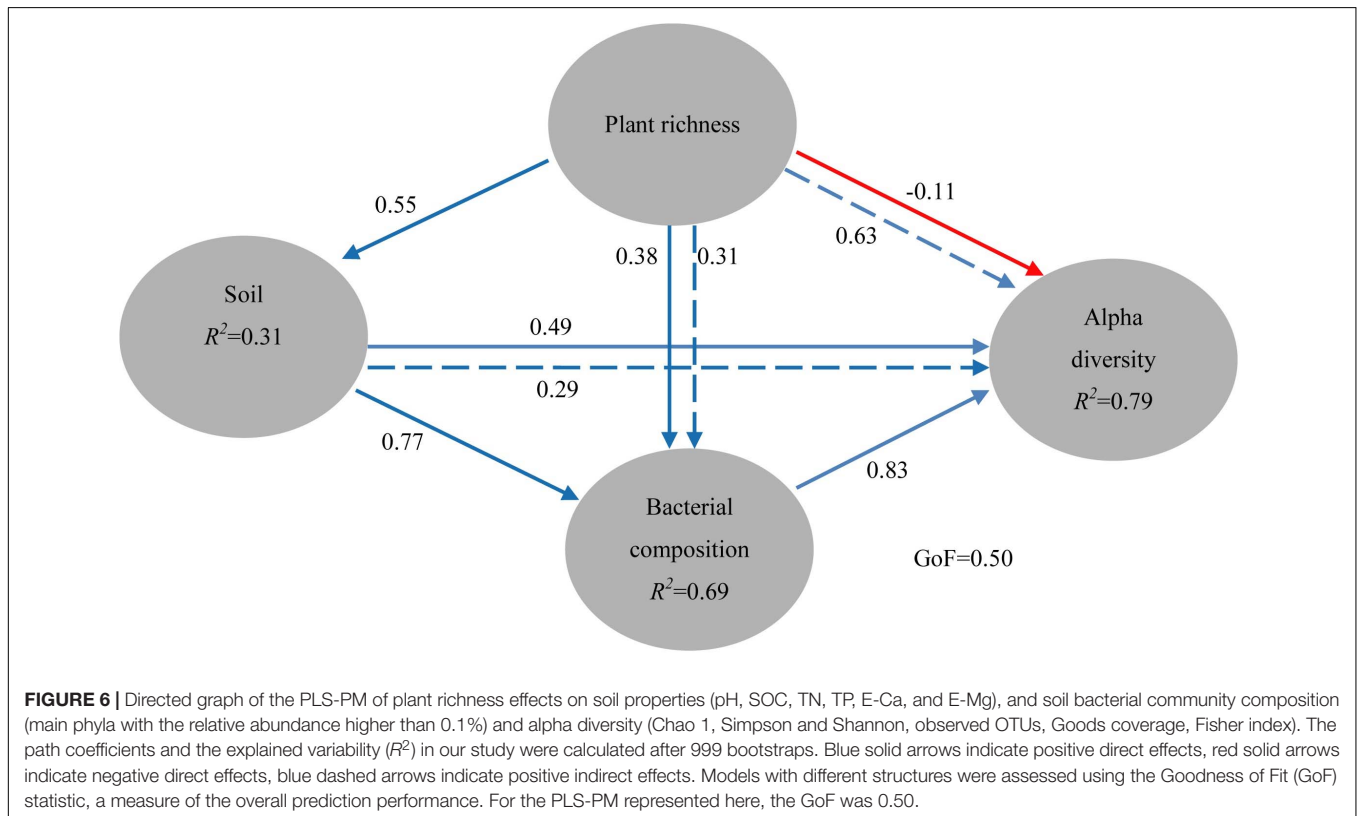 Plant richness
-0.11
0.55
0.63
0.38
0.31
Soil
R²=0.31
0.49
Alpha
diversity
R²=0.79
0.29
0.77
0.83
Bacterial
composition
R²=0.69
GoF=0.50
FIGURE 6 | Directed graph of the PLS-PM of plant richness effects on soil properties (pH, SOC, TN, TP, E-Ca, and E-Mg), and soil bacterial community composition
(main phyla with the relative abundance higher than 0.1%) and alpha diversity (Chao 1, Simpson and Shannon, observed OTUs, Goods coverage, Fisher index). The
path coefficients and the explained variability (R²) in our study were calculated after 999 bootstraps. Blue solid arrows indicate positive direct effects, red solid arrows
indicate negative direct effects, blue dashed arrows indicate positive indirect effects. Models with different structures were assessed using the Goodness of Fit (GoF)
statistic, a measure of the overall prediction performance. For the PLS-PM represented here, the GoF was 0.50.